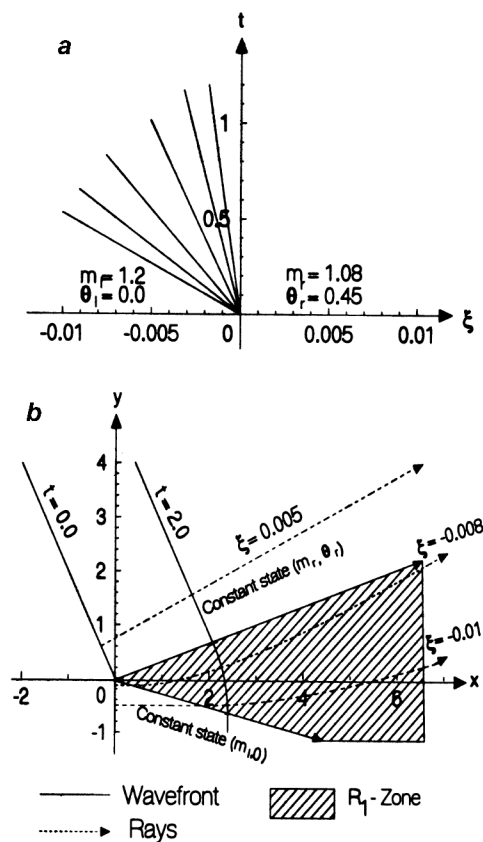 a
t
1
0.5
m_l = 1.2
θ_l = 0.0
m_r = 1.08
θ_r = 0.45
-0.01 -0.005 0 0.005 0.01 ξ
b
y
4
3
2
1
0
-1
-2 2 4 6 x
t = 0.0
t = 2.0
ξ = 0.005
ξ = -0.008
ξ = -0.01
Constant state (m_r, θ_r)
Constant state (m_l, 0)
Wavefront
Rays
R_1 - Zone